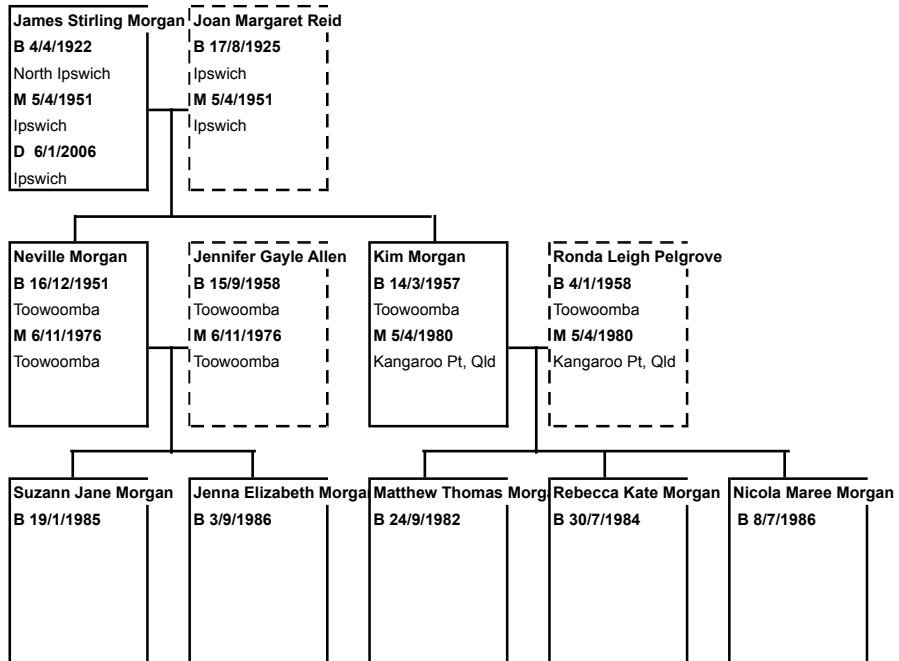 James Stirling Morgan
B 4/4/1922
North Ipswich
M 5/4/1951
Ipswich
D 6/1/2006
Ipswich
Joan Margaret Reid
B 17/8/1925
Ipswich
M 5/4/1951
Ipswich
Neville Morgan
B 16/12/1951
Toowoomba
M 6/11/1976
Toowoomba
Jennifer Gayle Allen
B 15/9/1958
Toowoomba
M 6/11/1976
Toowoomba
Kim Morgan
B 14/3/1957
Toowoomba
M 5/4/1980
Kangaroo Pt, Qld
Ronda Leigh Pelgrove
B 4/1/1958
Toowoomba
M 5/4/1980
Kangaroo Pt, Qld
Suzann Jane Morgan
B 19/1/1985
Jenna Elizabeth Morgan
B 3/9/1986
Matthew Thomas Morga
B 24/9/1982
Rebecca Kate Morgan
B 30/7/1984
Nicola Maree Morgan
B 8/7/1986